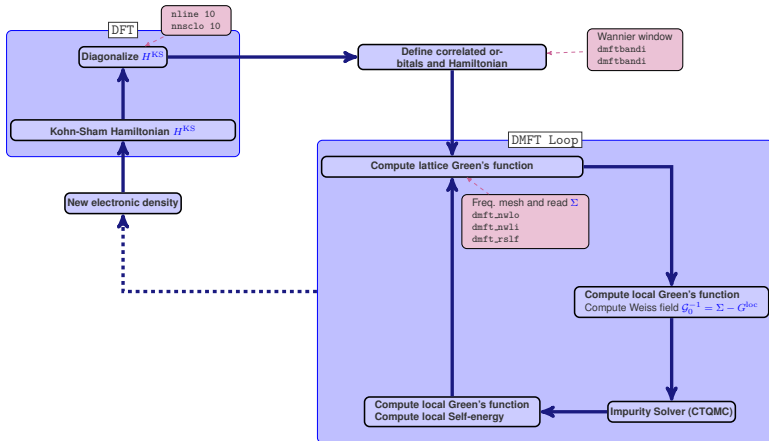 nline 10
nnsclo 10
DFT
Diagonalize H^KS
Define correlated or-
bitals and Hamiltonian
Wannier window
dmftbandi
dmftbandi
Kohn-Sham Hamiltonian H^KS
DMFT Loop
Compute lattice Green's function
New electronic density
Freq. mesh and read Σ
dmft_nwlo
dmft_nwli
dmft_rslf
Compute local Green's function
Compute Weiss field 𝒢₀⁻¹ = Σ − G^loc
Compute local Green's function
Compute local Self-energy
Impurity Solver (CTQMC)